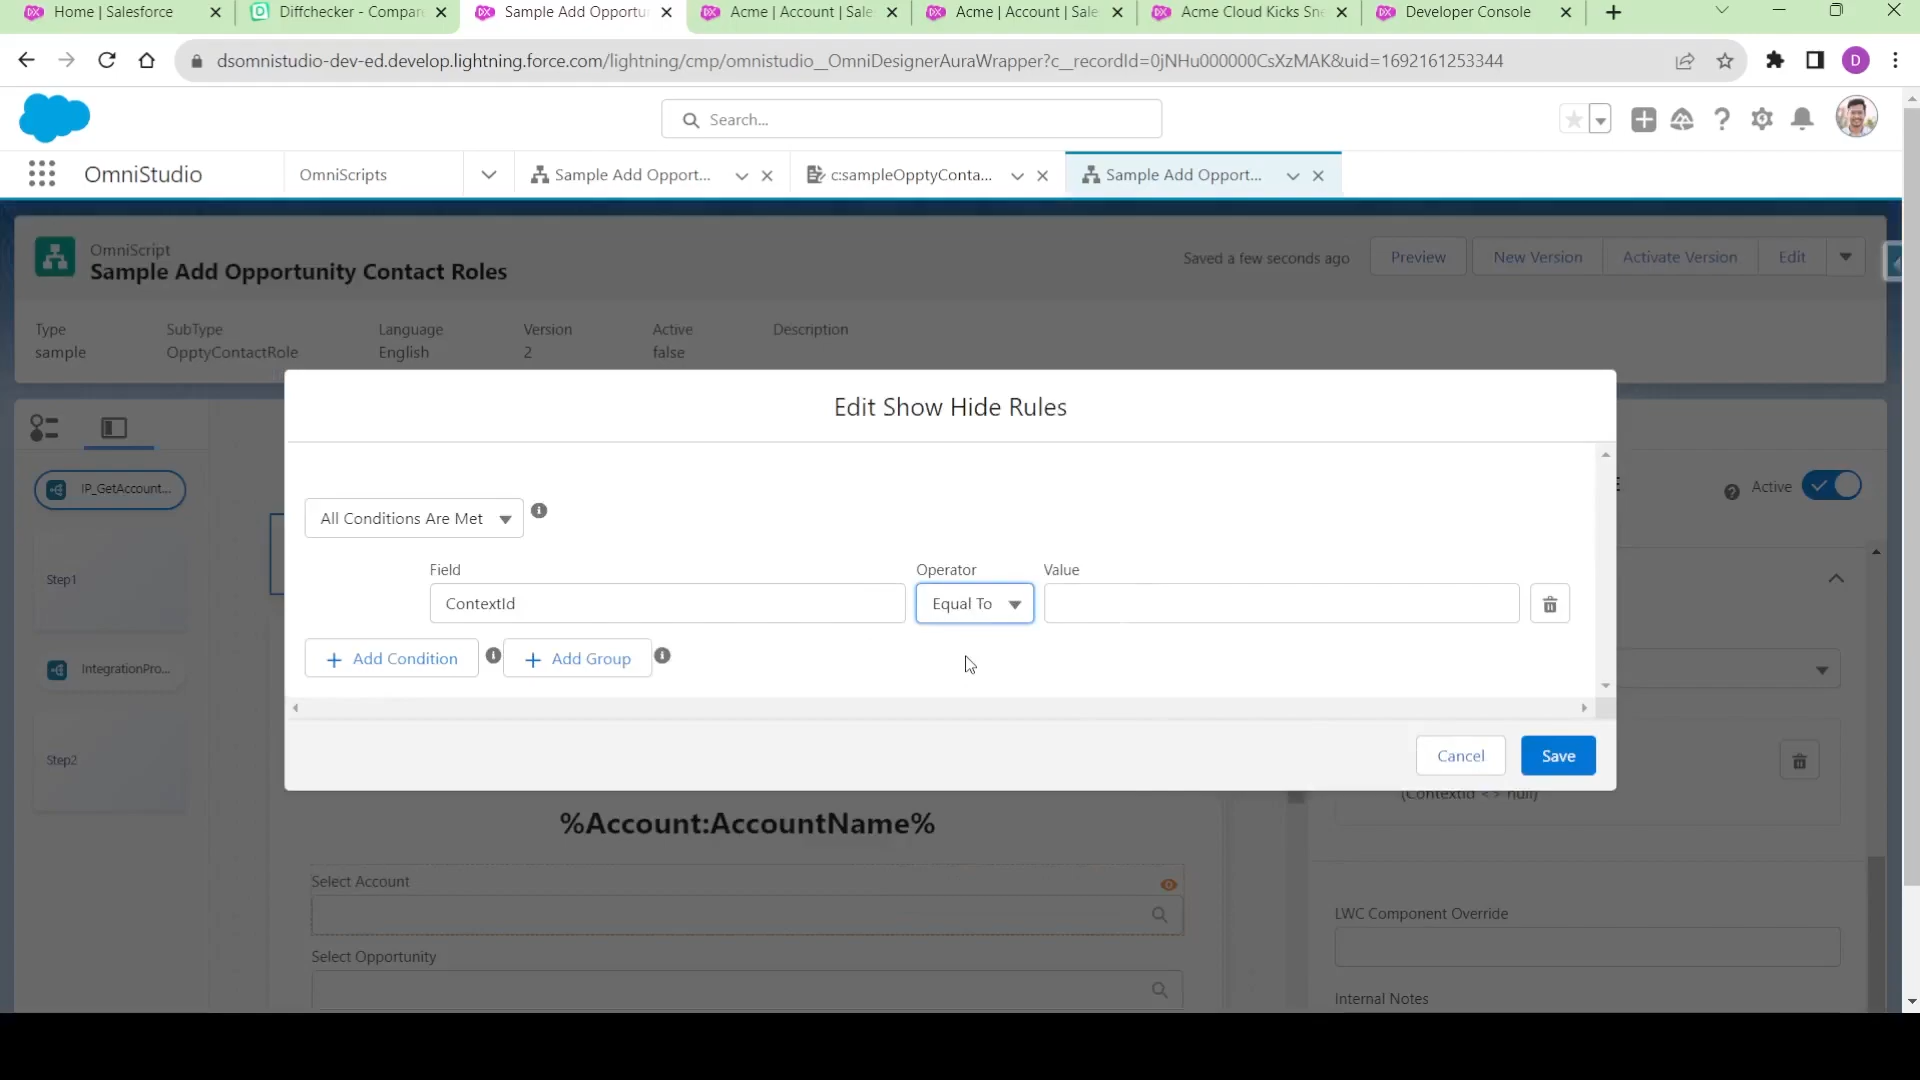 Home | Salesforce
Diffchecker - Compar
Sample Add Opportu
Acme | Account | Sale
Acme | Account | Sale
Acme Cloud Kicks Sne
Developer Console
dsomnistudio-dev-ed.develop.lightning.force.com/lightning/cmp/omnistudio__OmniDesignerAuraWrapper?c__recordId=0jNHu000000CsXzMAK&uid=1692161253344
D
Search...
OmniStudio
OmniScripts
Sample Add Opport...
c:sampleOpptyConta...
Sample Add Opport...
OmniScript
Sample Add Opportunity Contact Roles
Saved a few seconds ago
Preview
New Version
Activate Version
Edit
Type
SubType
Language
Version
Active
Description
sample
OpptyContactRole
English
2
false
Edit Show Hide Rules
IP_GetAccount...
Active
All Conditions Are Met
Field
Operator
Value
Step1
ContextId
Equal To
Add Condition
Add Group
IntegrationPro...
Step2
Cancel
Save
(ContextId <> null)
%Account:AccountName%
Select Account
LWC Component Override
Select Opportunity
Internal Notes